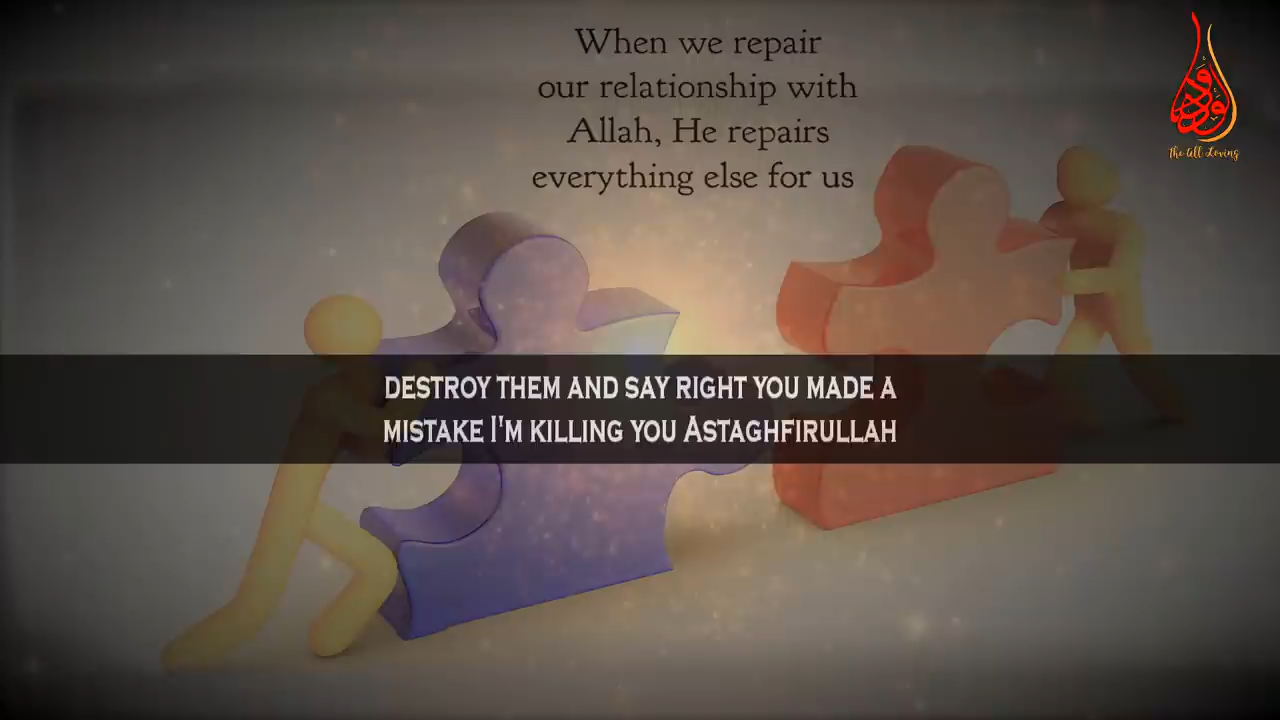 When we repair
our relationship with
Allah, He repairs
everything else for us
الودود
The All Loving
DESTROY THEM AND SAY RIGHT YOU MADE A
MISTAKE I'M KILLING YOU ASTAGHFIRULLAH